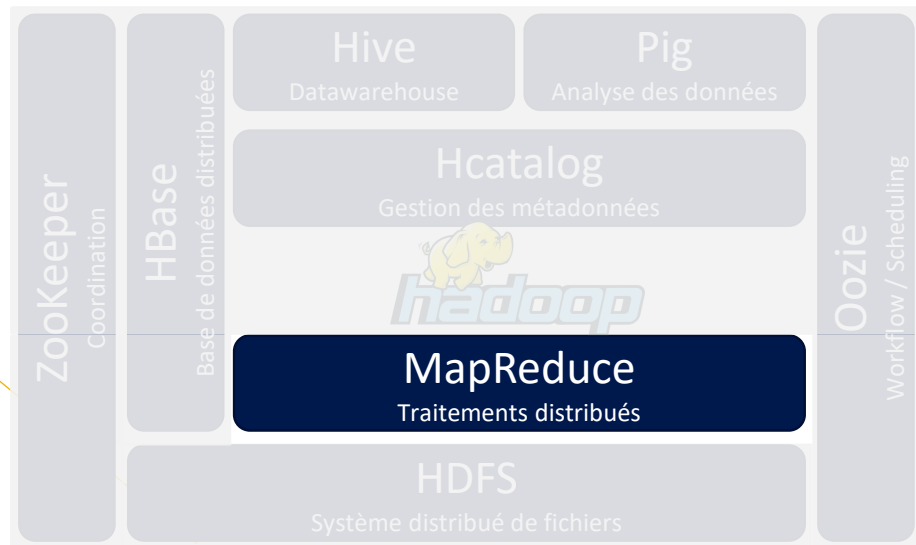 ZooKeeper
Coordination
HBase
Base de données distribuées
Hive
Datawarehouse
Pig
Analyse des données
Hcatalog
Gestion des métadonnées
hadoop
MapReduce
Traitements distribués
HDFS
Système distribué de fichiers
Oozie
Workflow / Scheduling